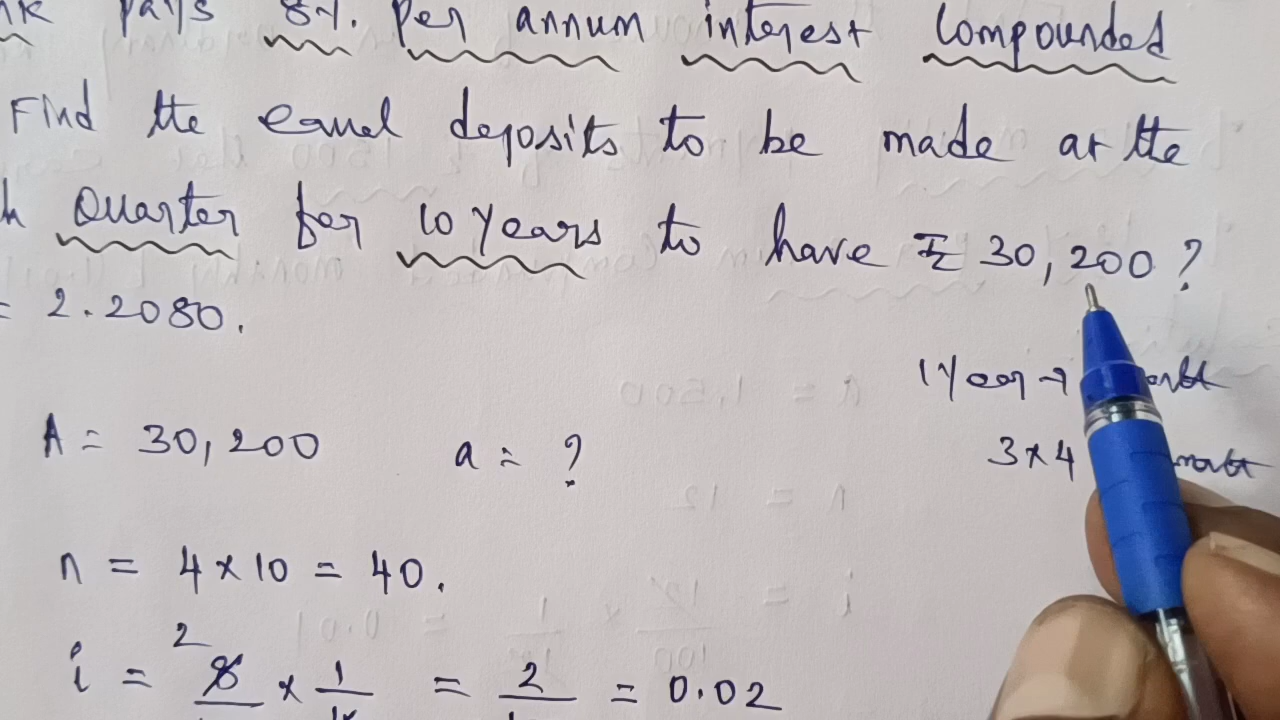 pays 8%. Per annum interest Compounded
Find the equal deposits to be made at the
Quarter for 10 Years to have ₹ 30,200 ?
= 2.2080.
1 Year →
A = 30,200 a = ?
3×4
n = 4 × 10 = 40.
2
i = 8 × 1 = 2 = 0.02